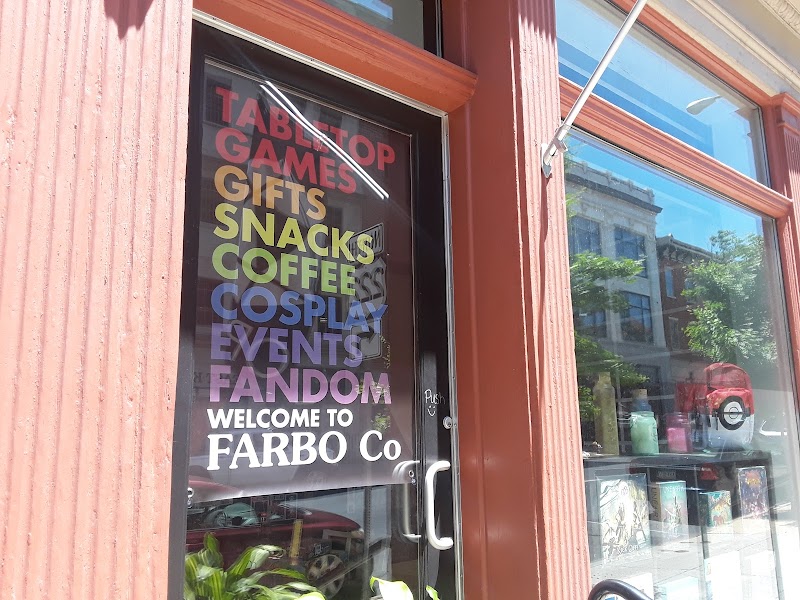 TABLETOP
GAMES
GIFTS
SNACKS
COFFEE
COSPLAY
EVENTS
FANDOM
WELCOME TO
FARBO Co
Push